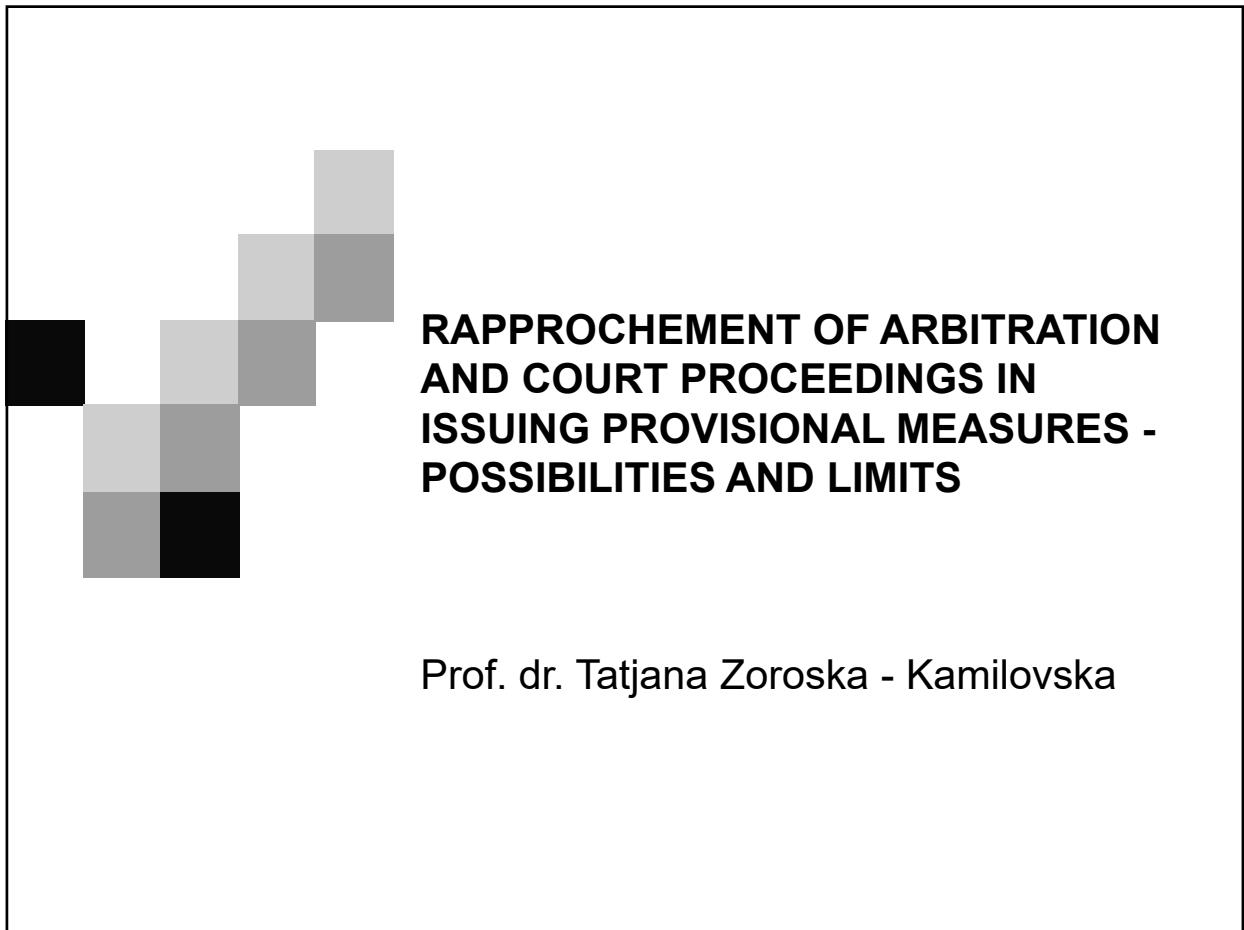 RAPPROCHEMENT OF ARBITRATION
AND COURT PROCEEDINGS IN
ISSUING PROVISIONAL MEASURES -
POSSIBILITIES AND LIMITS
Prof. dr. Tatjana Zoroska - Kamilovska